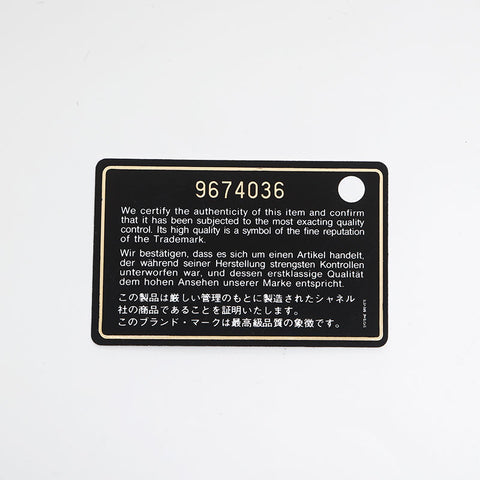 9674036
We certify the authenticity of this item and confirm
that it has been subjected to the most exacting quality
control. Its high quality is a symbol of the fine reputation
of the Trademark.
Wir bestätigen, dass es sich um einen Artikel handelt,
der während seiner Herstellung strengsten Kontrollen
unterworfen war, und dessen erstklassige Qualität
dem hohen Ansehen unserer Marke entspricht.
この製品は厳しい管理のもとに製造されたシャネル
社の商品であることを証明いたします。
このブランド・マークは最高級品質の象徴です。